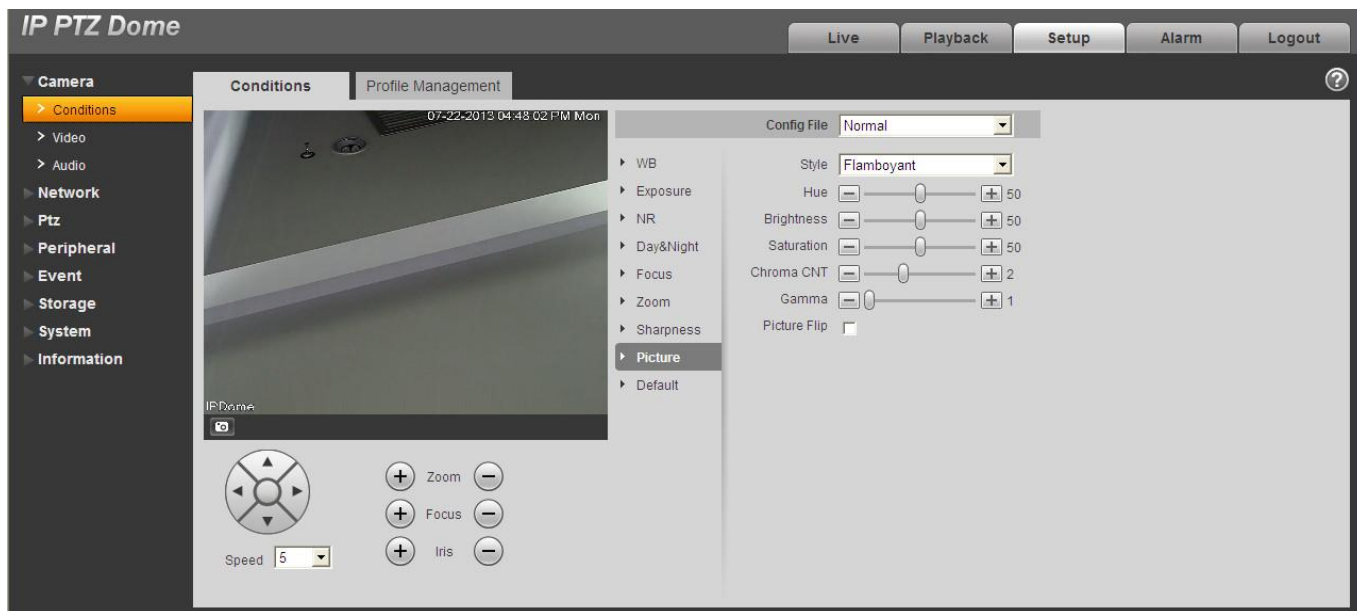 IP PTZ Dome
Live
Playback
Setup
Alarm
Logout
Camera
Conditions
Video
Audio
Network
Ptz
Peripheral
Event
Storage
System
Information
Conditions
Profile Management
07-22-2013 04:48:02 PM Mon
IPDome
Config File Normal
WB
Exposure
NR
Day&Night
Focus
Zoom
Sharpness
Picture
Default
Style Flamboyant
Hue 50
Brightness 50
Saturation 50
Chroma CNT 2
Gamma 1
Picture Flip
Zoom
Focus
Iris
Speed 5